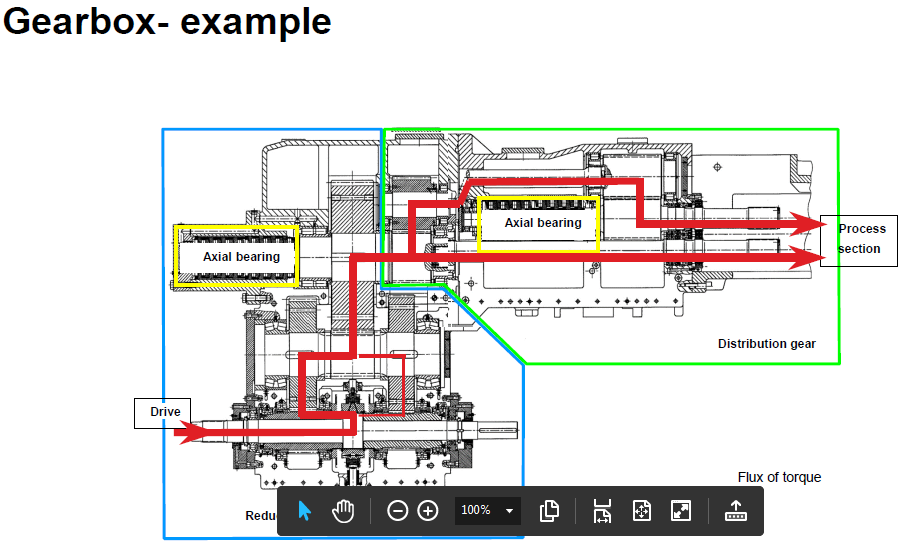 Gearbox- example
Axial bearing
Axial bearing
Process
section
Distribution gear
Drive
Flux of torque
100%